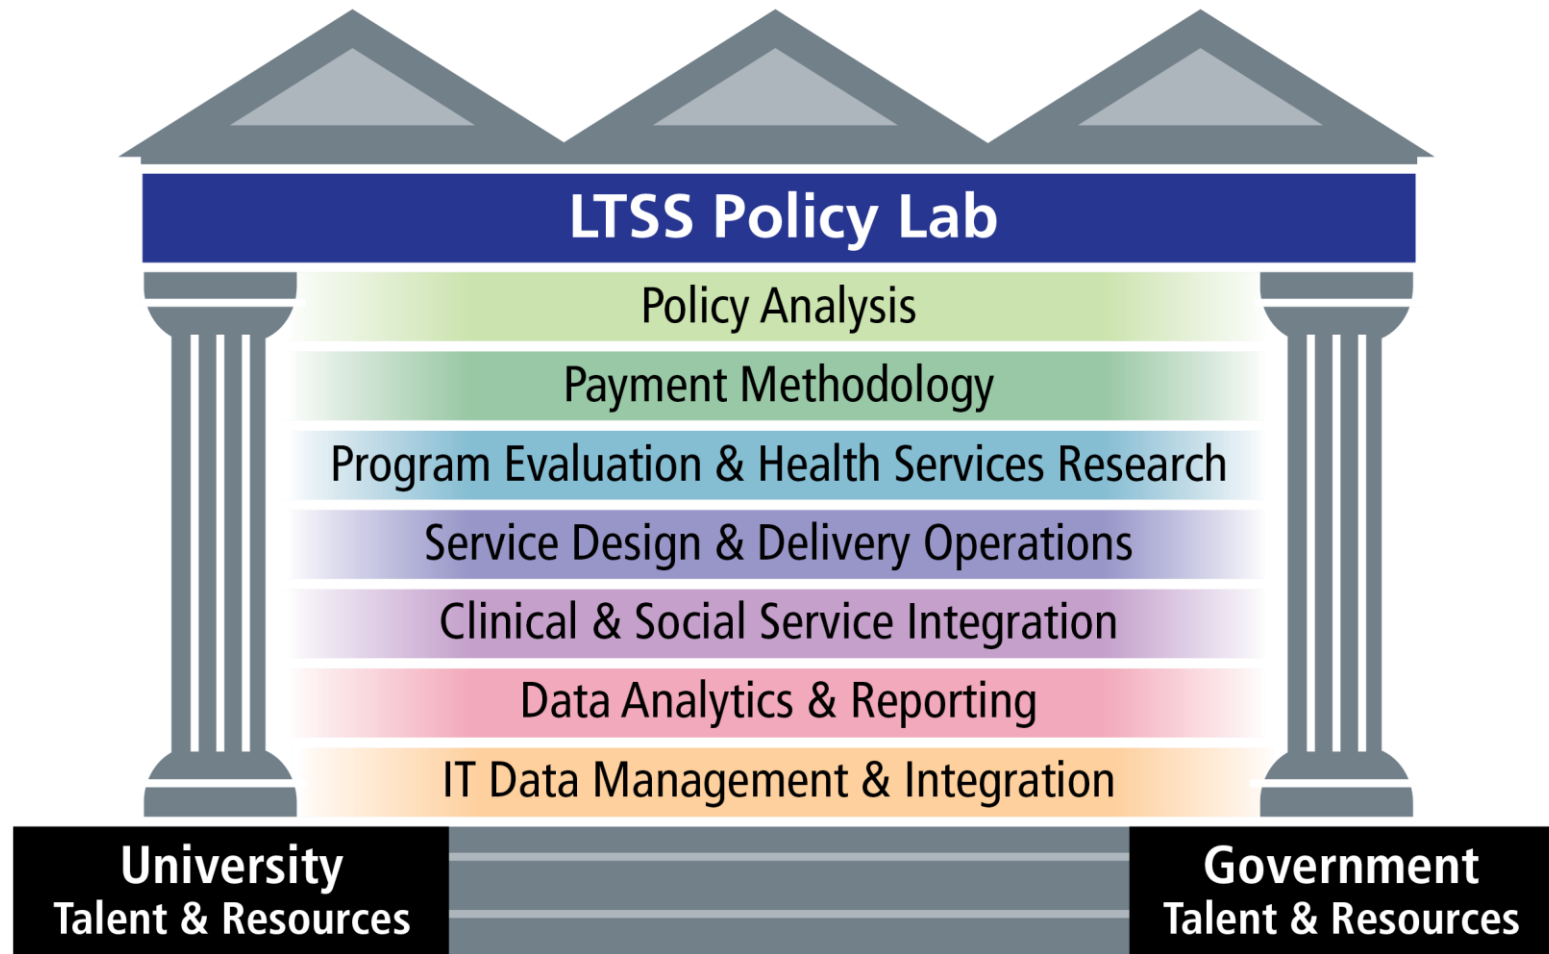 LTSS Policy Lab
Policy Analysis
Payment Methodology
Program Evaluation & Health Services Research
Service Design & Delivery Operations
Clinical & Social Service Integration
Data Analytics & Reporting
IT Data Management & Integration
University
Talent & Resources
Government
Talent & Resources